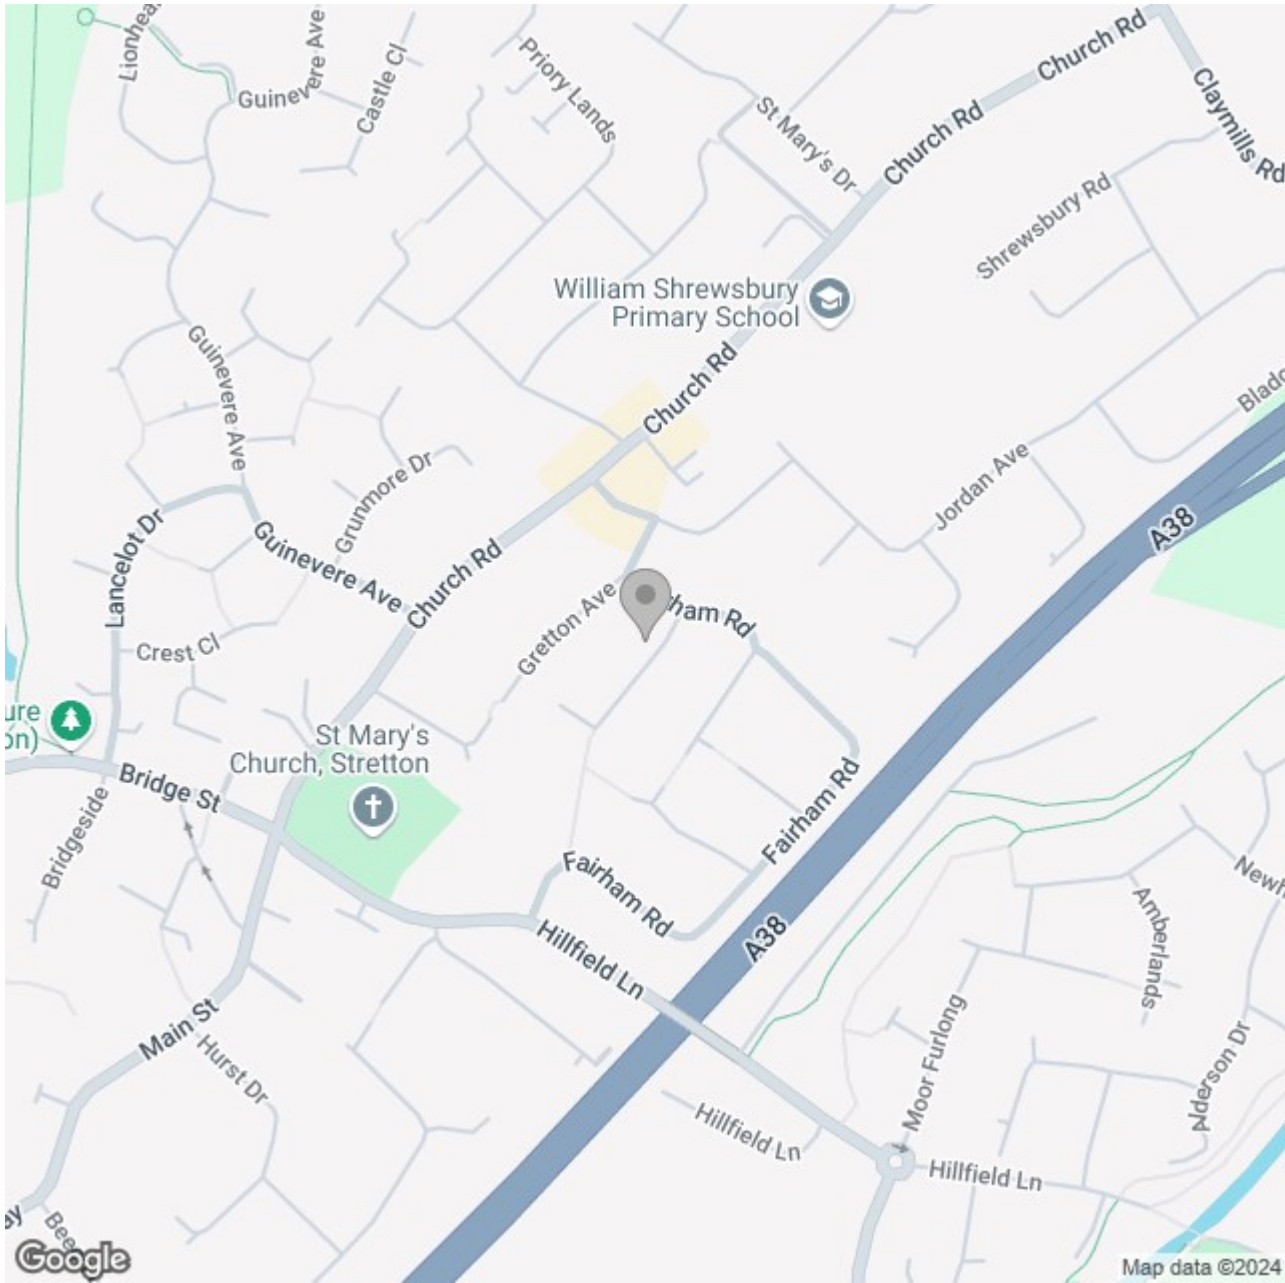 Guinevere Ave
Castle Cl
Priory Lands
St Mary's Dr
Church Rd
Church Rd
Claymills Rd
Shrewsbury Rd
William Shrewsbury
Primary School
Church Rd
Guinevere Ave
Grunmore Dr
Jordan Ave
A38
Lancelot Dr
Guinevere Ave
Church Rd
Gretton Ave
Crest Cl
St Mary's
Church, Stretton
Bridge St
Bridgeside
Fairham Rd
Fairham Rd
A38
Hillfield Ln
Amberlands
Moor Furlong
Alderson Dr
Main St
Hurst Dr
Hillfield Ln
Hillfield Ln
Google
Map data ©2024